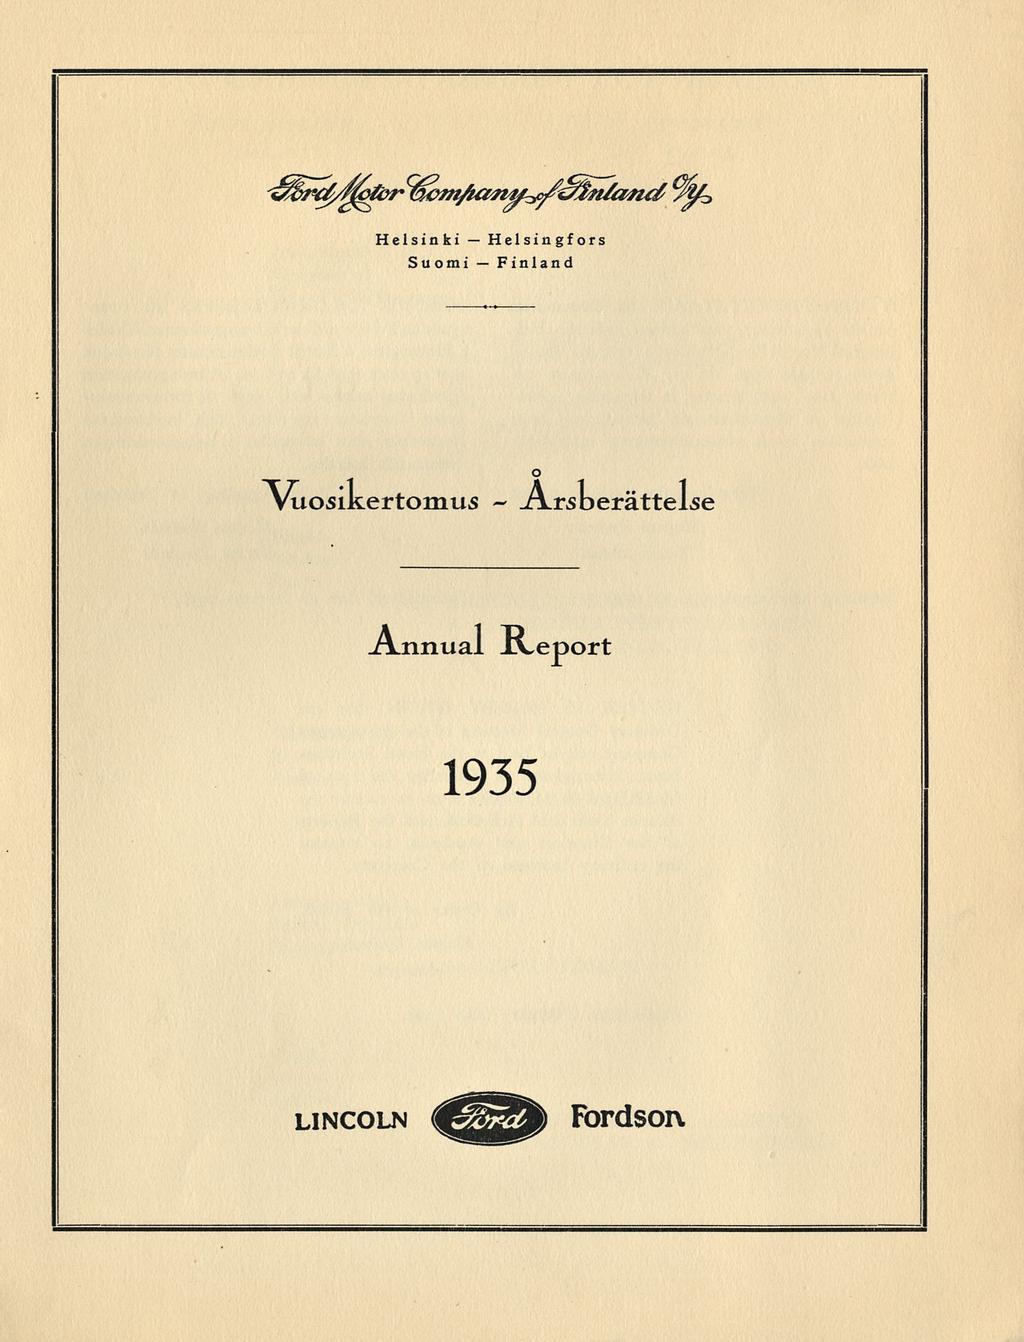 Ford Motor Company of Finland O/Y
Helsinki — Helsingfors
Suomi — Finland
Vuosikertomus - Årsberättelse
Annual Report
1935
LINCOLN Ford Fordson